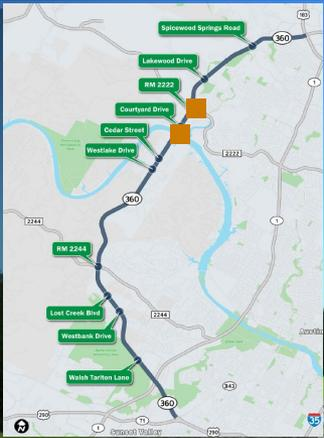 183
Spicewood Springs Road
360
Lakewood Drive
1
RM 2222
Courtyard Drive
Cedar Street
2222
Westlake Drive
360
1
2244
RM 2244
Lost Creek Blvd
2244
Westbank Drive
Austin
Walsh Tarlton Lane
343
360
290
71
290
35
Sunset Valley
N